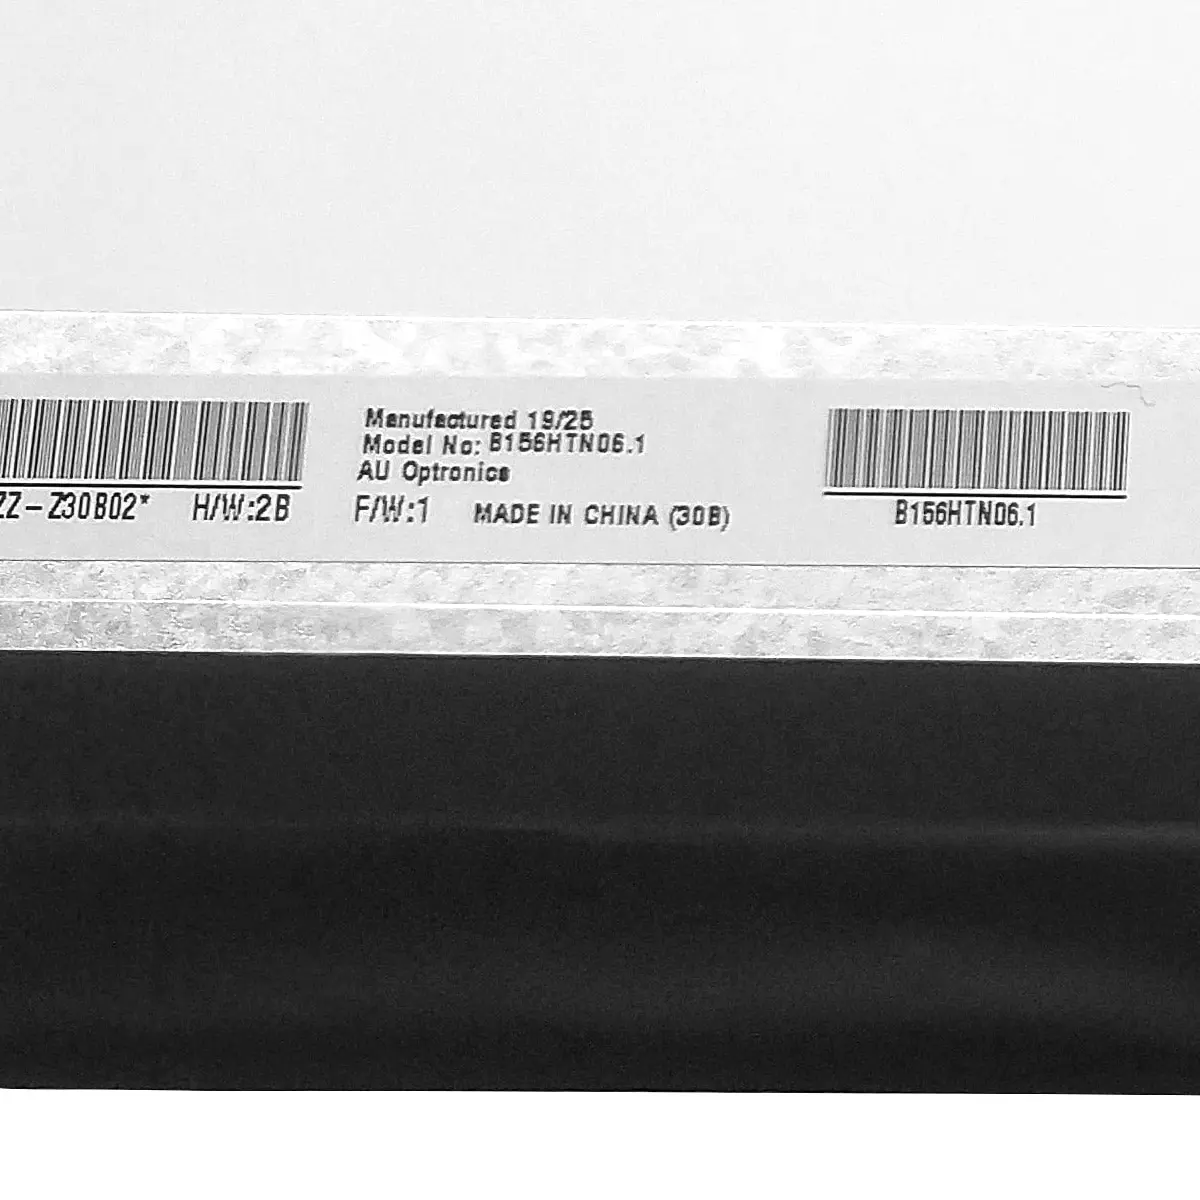 Manufactured 19/25
Model No: B156HTN06.1
AU Optronics
ZZ-Z30B02* H/W:2B F/W:1 MADE IN CHINA (30B)
B156HTN06.1